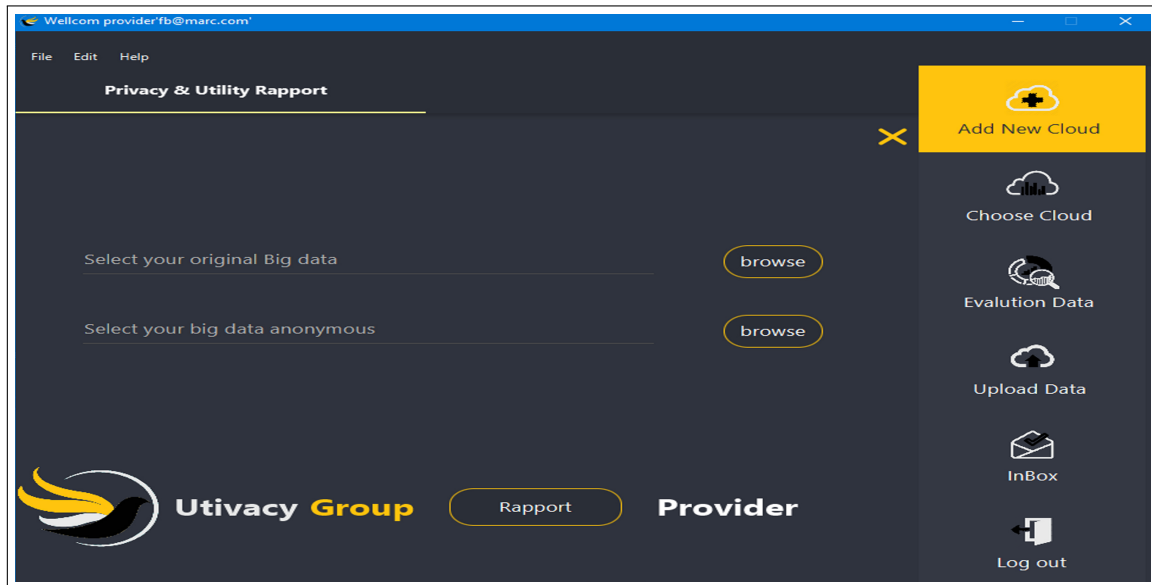 Wellcom provider'fb@marc.com'
File Edit Help
Privacy & Utility Rapport
Add New Cloud
Choose Cloud
Select your original Big data
browse
Evalution Data
Select your big data anonymous
browse
Upload Data
InBox
Utivacy Group
Rapport
Provider
Log out